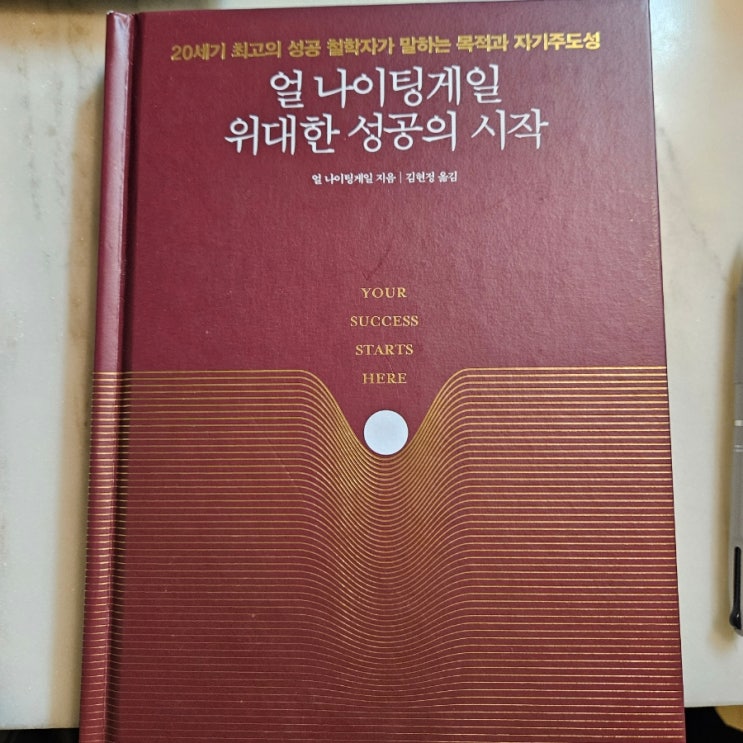 20세기 최고의 성공 철학자가 말하는 목적과 자기주도성
얼 나이팅게일
위대한 성공의 시작
얼 나이팅게일 지음 | 김현정 옮김
YOUR
SUCCESS
STARTS
HERE